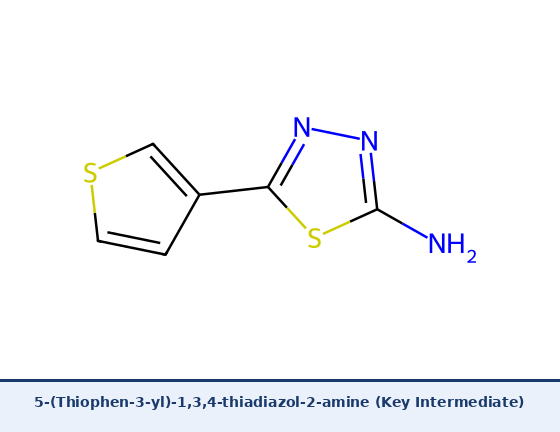 N
N
S
S
NH2
5-(Thiophen-3-yl)-1,3,4-thiadiazol-2-amine (Key Intermediate)